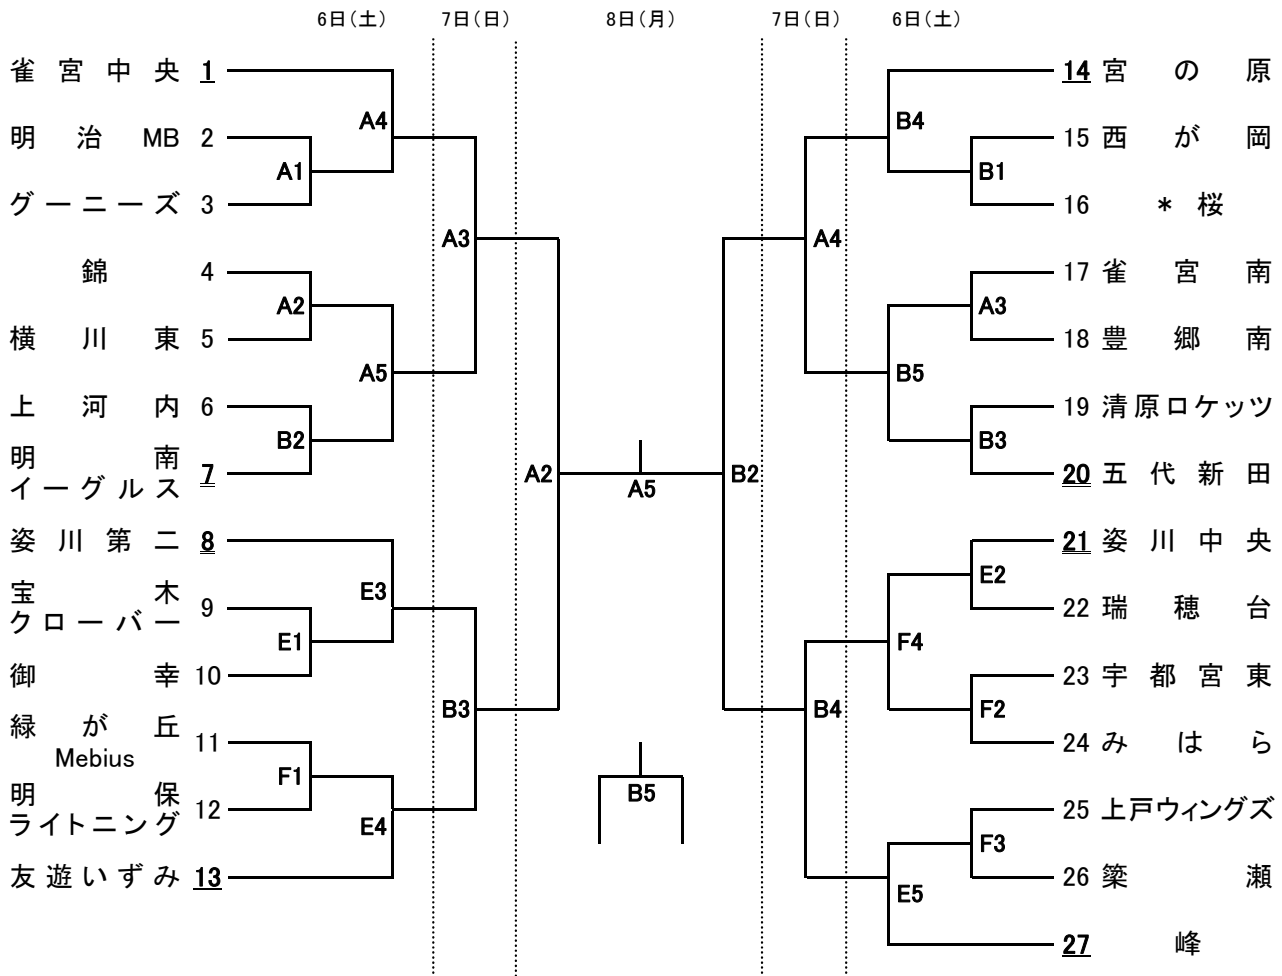 6日(土) 7日(日) 8日(月) 7日(日) 6日(土)
雀宮中央 1
明治MB 2
グーニーズ 3
錦 4
横川東 5
上河内 6
明南
イーグルス 7
姿川第二 8
宝木
クローバー 9
御幸 10
緑が丘
Mebius 11
明保
ライトニング 12
友遊いずみ 13
A4
A1
A3
A2
A5
B2
E3
E1
B3
F1
E4
A2
A5
B5
B2
A4
B4
B4
B1
A3
B5
B3
E2
F4
F2
F3
E5
14 宮の原
15 西が岡
16 *桜
17 雀宮南
18 豊郷南
19 清原ロケッツ
20 五代新田
21 姿川中央
22 瑞穂台
23 宇都宮東
24 みはら
25 上戸ウィングズ
26 簗瀬
27 峰